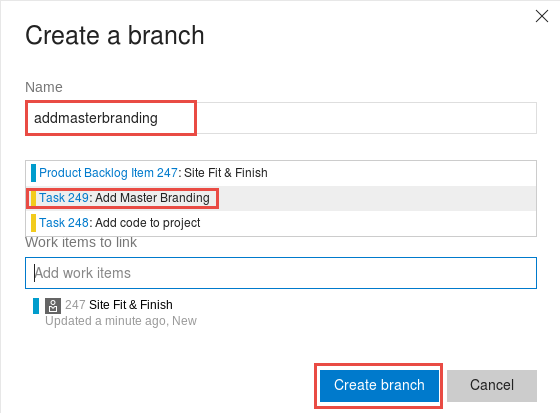 Create a branch
Name
addmasterbranding
Product Backlog Item 247: Site Fit & Finish
Task 249: Add Master Branding
Task 248: Add code to project
Work items to link
Add work items
247 Site Fit & Finish
Updated a minute ago, New
Create branch
Cancel